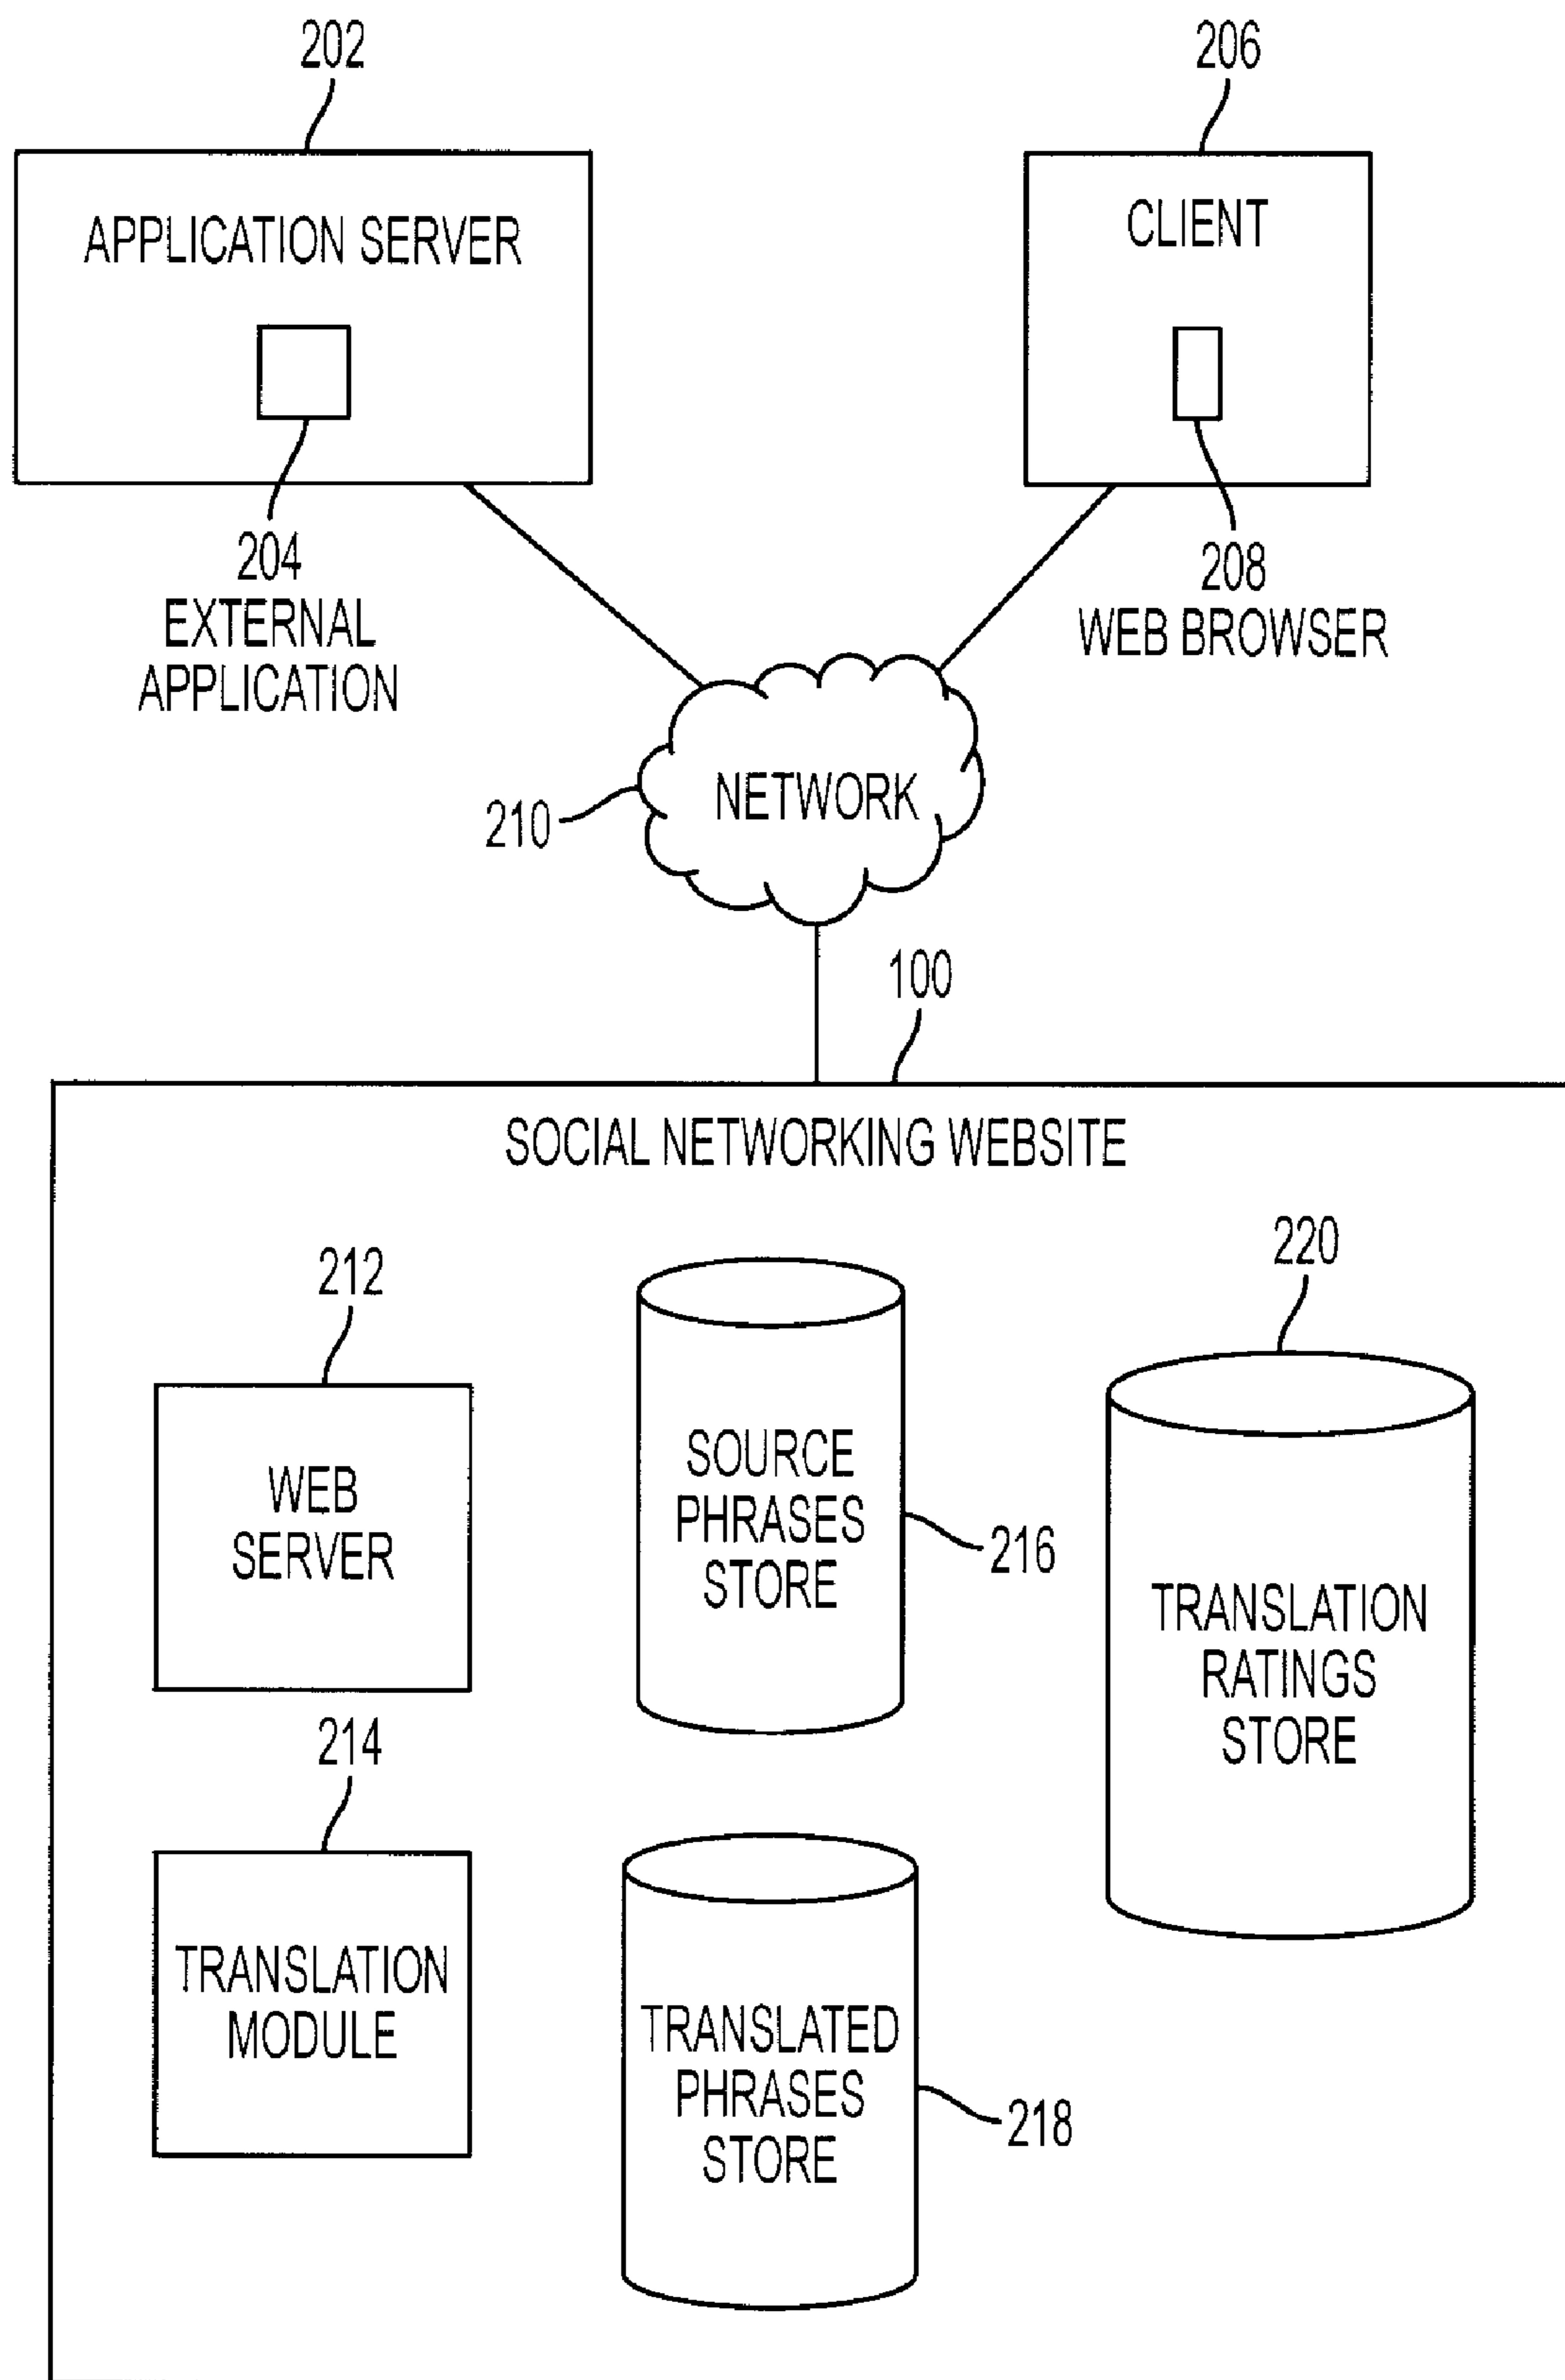 202
206
APPLICATION SERVER
CLIENT
204
EXTERNAL
APPLICATION
208
WEB BROWSER
NETWORK
210
100
SOCIAL NETWORKING WEBSITE
212
WEB
SERVER
214
TRANSLATION
MODULE
SOURCE
PHRASES
STORE
216
TRANSLATED
PHRASES
STORE
218
220
TRANSLATION
RATINGS
STORE